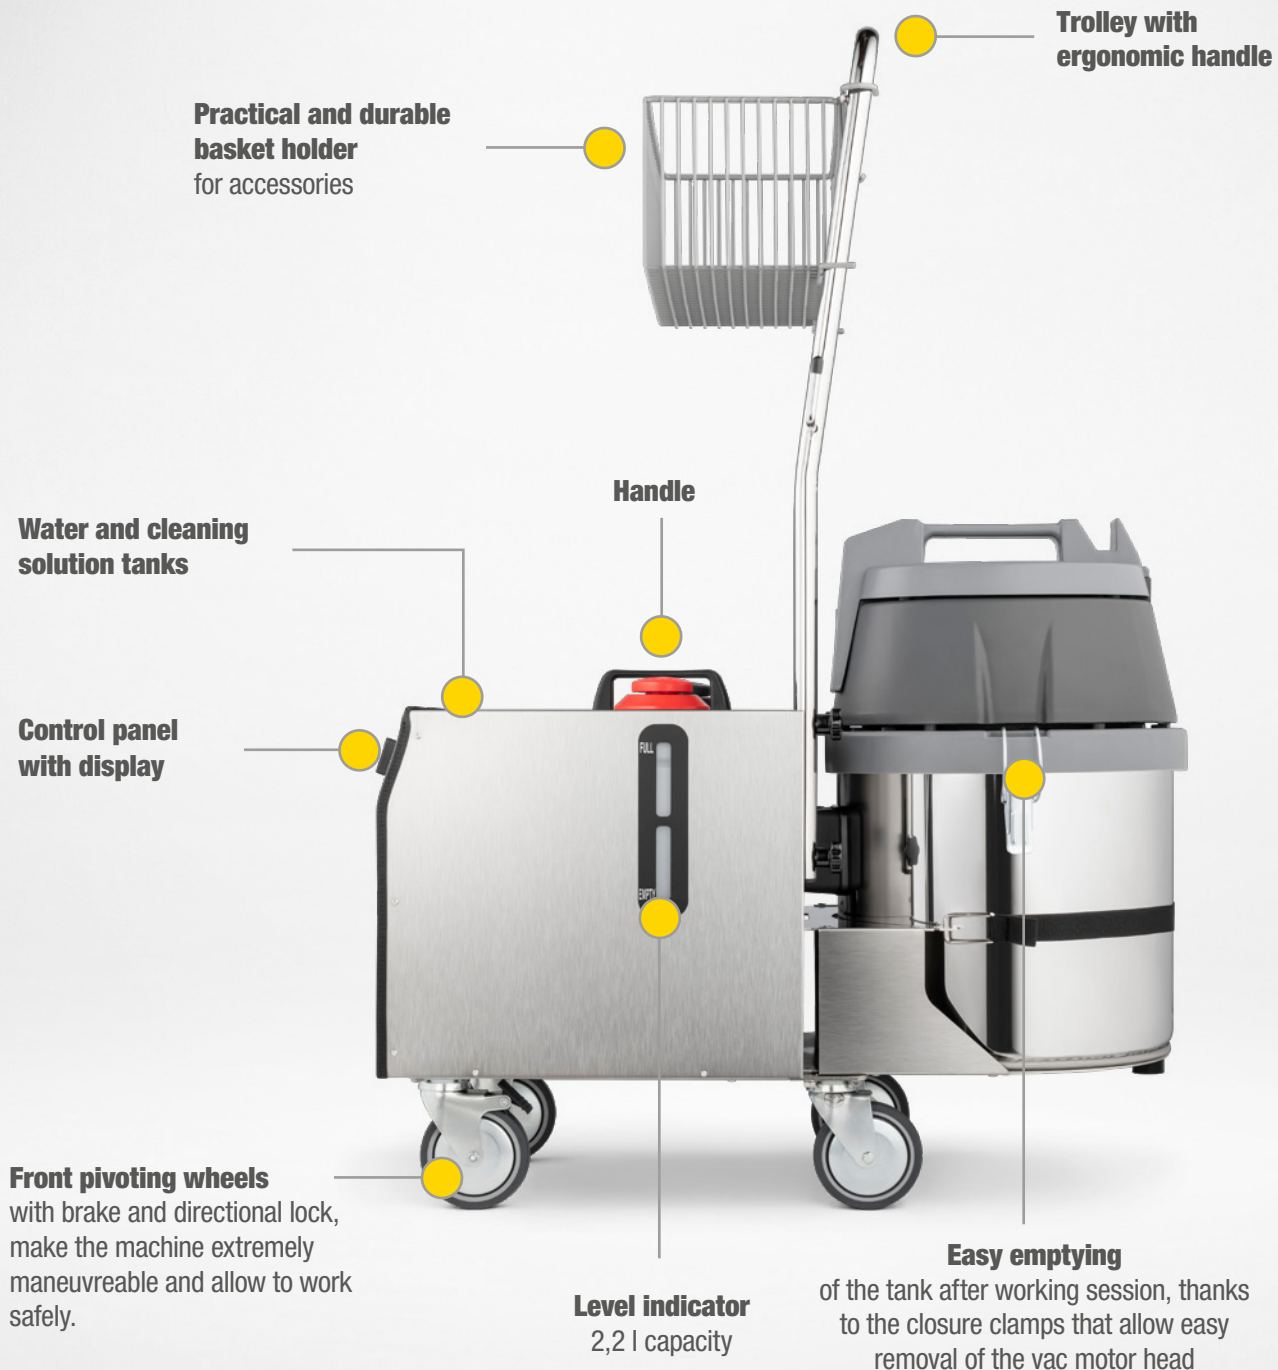 Trolley with
ergonomic handle
Practical and durable
basket holder
for accessories
Handle
Water and cleaning
solution tanks
Control panel
with display
FULL
EMPTY
Front pivoting wheels
with brake and directional lock,
make the machine extremely
maneuvreable and allow to work
safely.
Level indicator
2,2 l capacity
Easy emptying
of the tank after working session, thanks
to the closure clamps that allow easy
removal of the vac motor head